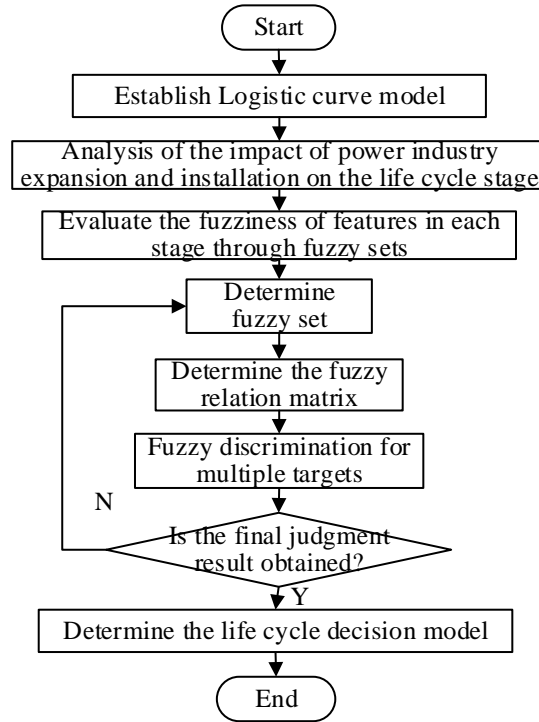 Start
Establish Logistic curve model
Analysis of the impact of power industry
expansion and installation on the life cycle stage
Evaluate the fuzziness of features in each
stage through fuzzy sets
Determine
fuzzy set
Determine the fuzzy
relation matrix
Fuzzy discrimination for
multiple targets
N
Is the final judgment
result obtained?
Y
Determine the life cycle decision model
End